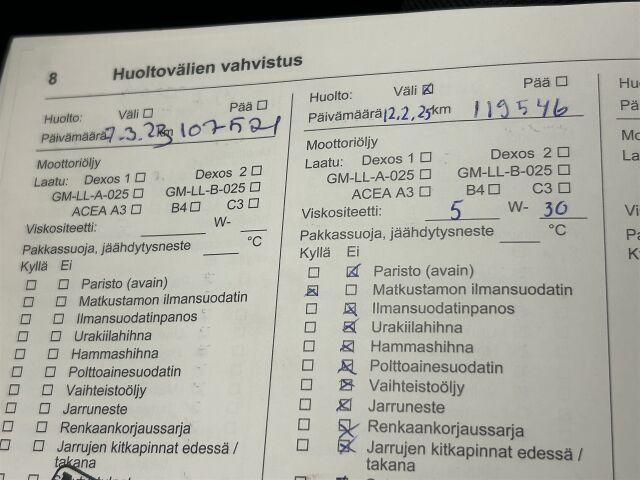 8 Huoltovälien vahvistus
Huolto: Väli ☐ Pää ☐
Päivämäärä 7.3.23 km 107521
Moottoriöljy
Laatu: Dexos 1 ☐ Dexos 2 ☐
GM-LL-A-025 ☐ GM-LL-B-025 ☐
ACEA A3 ☐ B4 ☐ C3 ☐
Viskositeetti: W-
Pakkassuoja, jäähdytysneste °C
Kyllä Ei
☐ ☐ Paristo (avain)
☐ ☐ Matkustamon ilmansuodatin
☐ ☐ Ilmansuodatinpanos
☐ ☐ Urakiilahihna
☐ ☐ Hammashihna
☐ ☐ Polttoainesuodatin
☐ ☐ Vaihteistoöljy
☐ ☐ Jarruneste
☐ ☐ Renkaankorjaussarja
☐ ☐ Jarrujen kitkapinnat edessä /
takana
Huolto: Väli ☒ Pää ☐
Päivämäärä 12.2.25 km 119546
Moottoriöljy
Laatu: Dexos 1 ☐ Dexos 2 ☐
GM-LL-A-025 ☐ GM-LL-B-025 ☐
ACEA A3 ☐ B4 ☐ C3 ☐
Viskositeetti: 5 W- 30
Pakkassuoja, jäähdytysneste °C
Kyllä Ei
☐ ☒ Paristo (avain)
☒ ☐ Matkustamon ilmansuodatin
☐ ☒ Ilmansuodatinpanos
☐ ☒ Urakiilahihna
☐ ☒ Hammashihna
☐ ☒ Polttoainesuodatin
☐ ☒ Vaihteistoöljy
☐ ☒ Jarruneste
☐ ☒ Renkaankorjaussarja
☐ ☒ Jarrujen kitkapinnat edessä /
takana